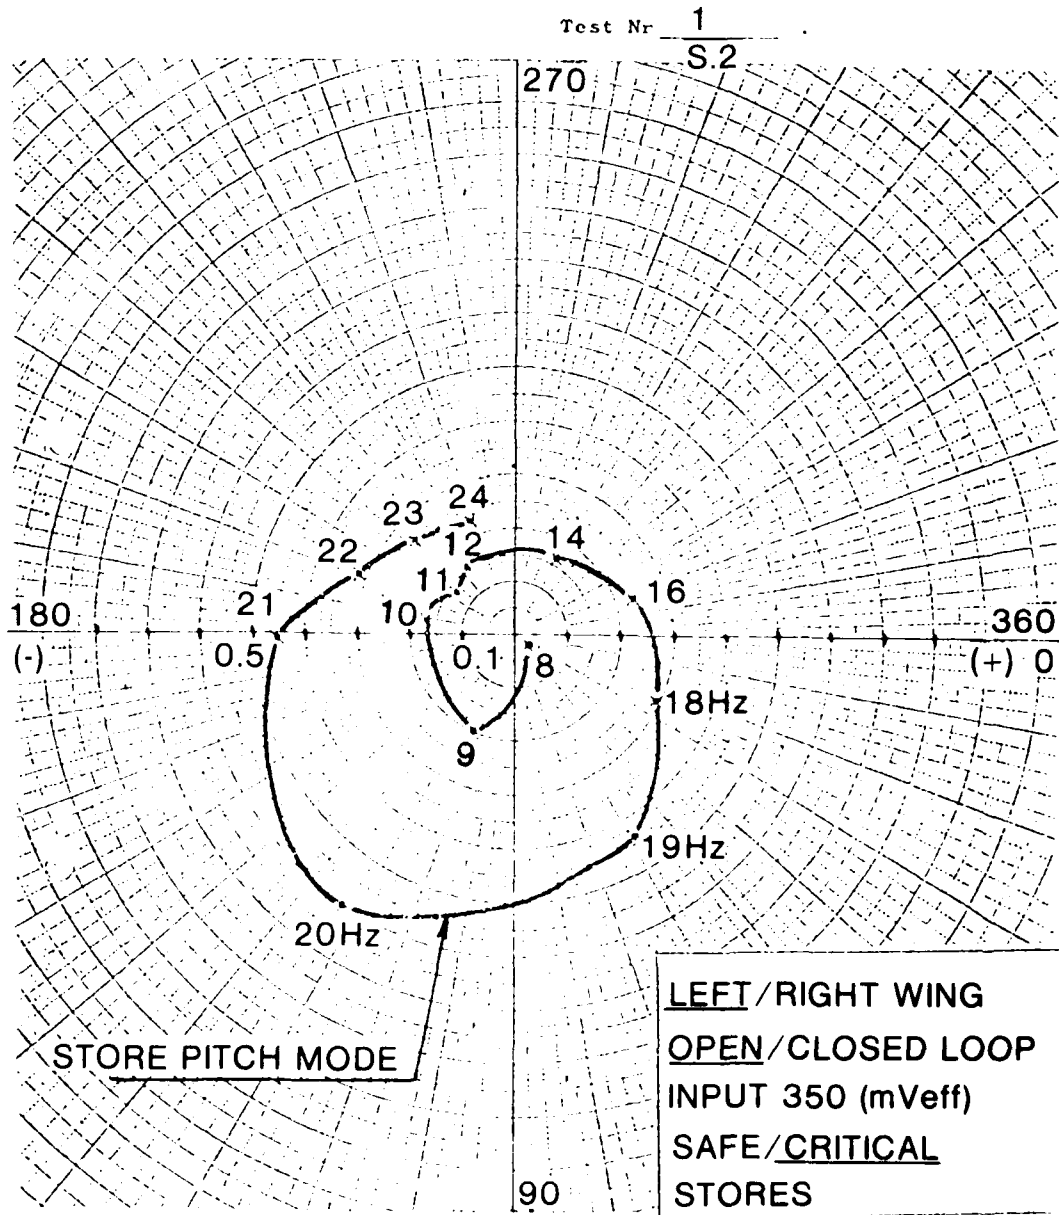 Test Nr 1
S.2
270
24
23
14
12
22
11
16
10
21
180
360
(-)
0.5
0.1
8
(+) 0
18Hz
9
19Hz
20Hz
LEFT/RIGHT WING
OPEN/CLOSED LOOP
STORE PITCH MODE
INPUT 350 (mVeff)
SAFE/CRITICAL
STORES
90